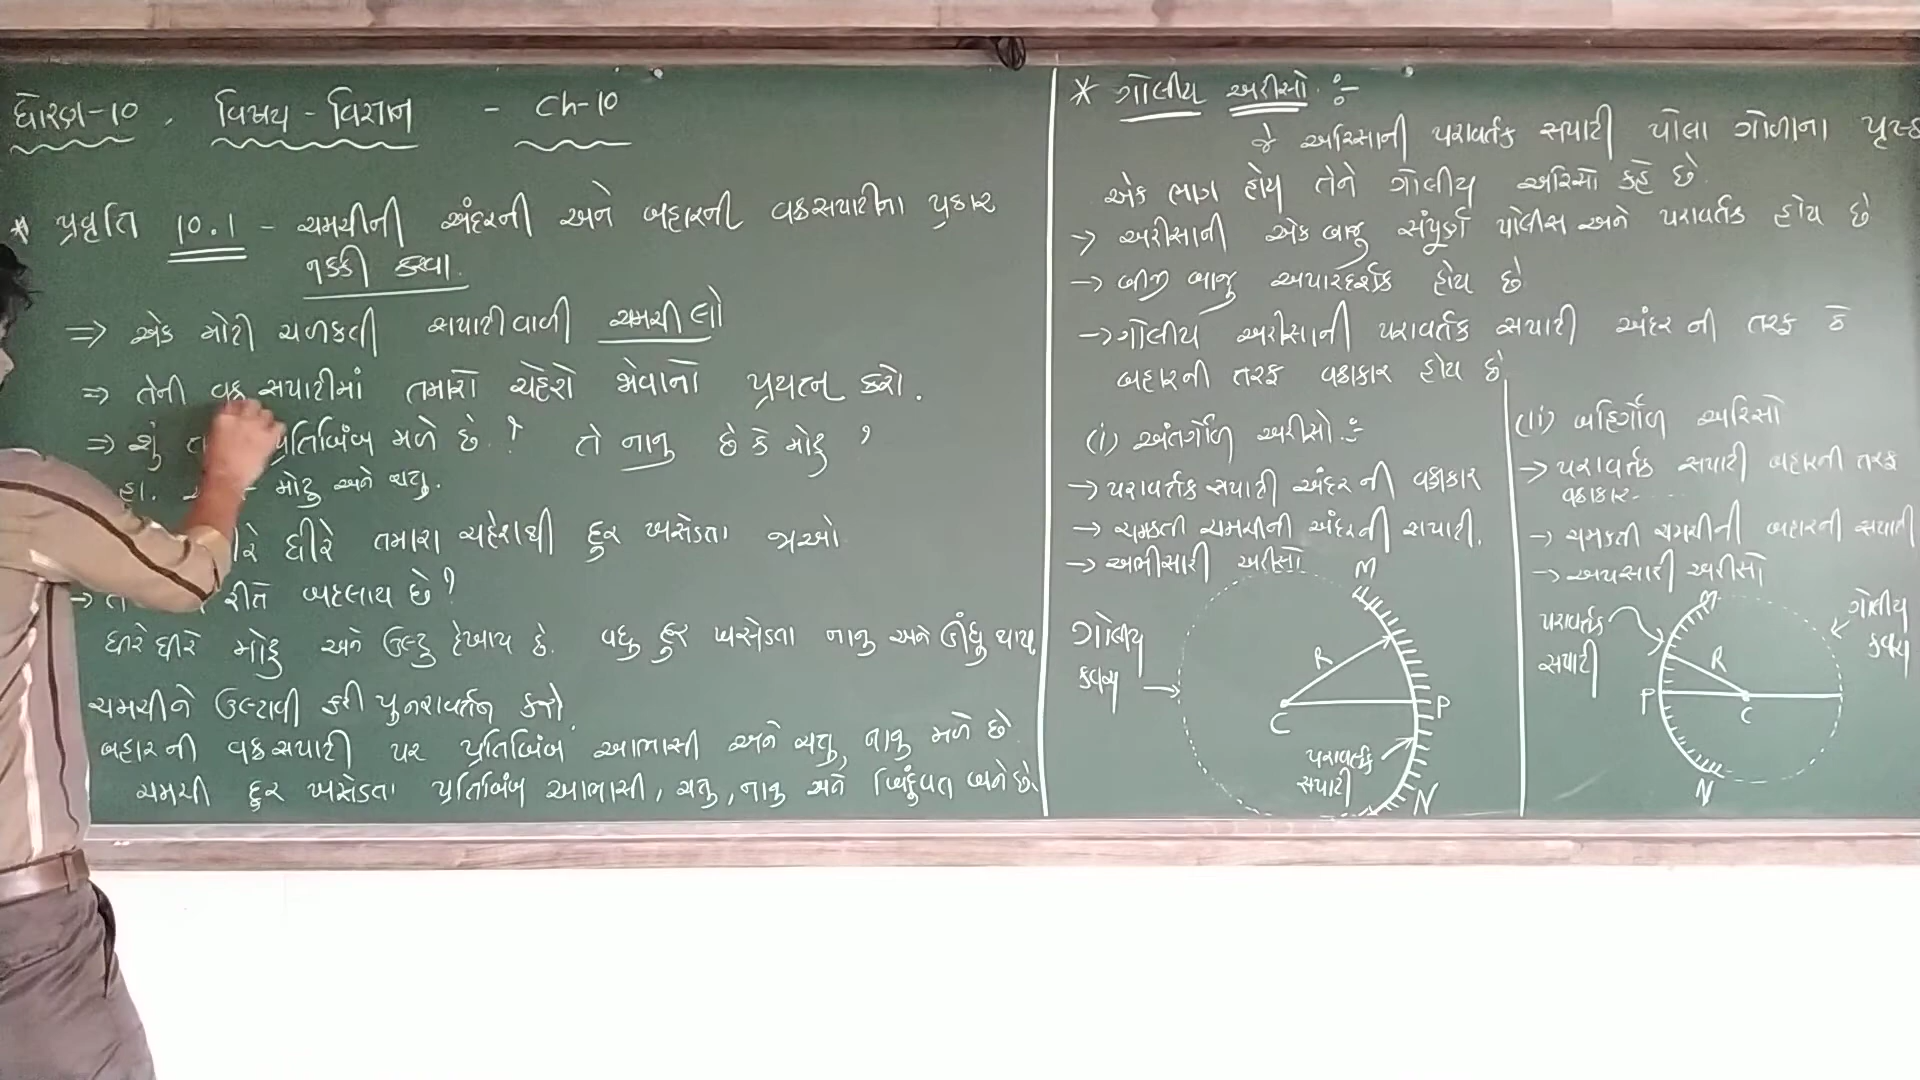 ધોરણ-10, વિષય - વિજ્ઞાન - Ch-10
* પ્રવૃતિ 10.1 - ચમચીની અંદરની અને બહારની વક્રસપાટીના પ્રકાર
નક્કી કરવા.
⇒ એક મોટી ચળકતી સપાટીવાળી ચમચી લો
⇒ તેની વક્ર સપાટીમાં તમારો ચહેરો જોવાનો પ્રયત્ન કરો.
⇒ શું પ્રતિબિંબ મળે છે. ? તે નાનુ છે કે મોટુ ?
હા. મોટુ અને ચતુ.
ધીરે તમારા ચહેરાથી દુર ખસેડતા જાઓ
→ રીતે બદલાય છે?
ધીરે ધીરે મોટુ અને ઉલ્ટુ દેખાય છે. વધુ દુર ખસેડતા નાનુ અને ઊંધુ થાય
ચમચીને ઉલ્ટાવી ફરી પુનરાવર્તન કરો.
બહારની વક્રસપાટી પર પ્રતિબિંબ આભાસી અને ચતુ, નાનુ મળે છે
ચમચી દુર ખસેડતા પ્રતિબિંબ આભાસી, ચતુ, નાનુ અને બિંદુવત બને છે.
* ગોલીય અરીસો :-
જે અરિસાની પરાવર્તક સપાટી પોલા ગોળાના પૃષ્ઠ
એક ભાગ હોય તેને ગોલીય અરિસો કહે છે.
→ અરીસાની એક બાજુ સંપૂર્ણ પોલીસ અને પરાવર્તક હોય છે
→ બીજી બાજુ અપારદર્શક હોય છે
→ ગોલીય અરીસાની પરાવર્તક સપાટી અંદર ની તરફ કે
બહારની તરફ વક્રાકાર હોય છે
(i) અંતર્ગોળ અરીસો :-
→ પરાવર્તક સપાટી અંદર ની વક્રાકાર
→ ચમકતી ચમચીની અંદરની સપાટી.
→ અભીસારી અરીસો
ગોલીય
કવચ →
M
R
C
P
પરાવર્તક
સપાટી
N
(ii) બહિર્ગોળ અરિસો
→ પરાવર્તક સપાટી બહારની તરફ
વક્રાકાર
→ ચમકતી ચમચીની બહારની સપાટી
→ અપસારી અરીસો
પરાવર્તક
સપાટી
M
ગોલીય
કવચ
R
P
C
N